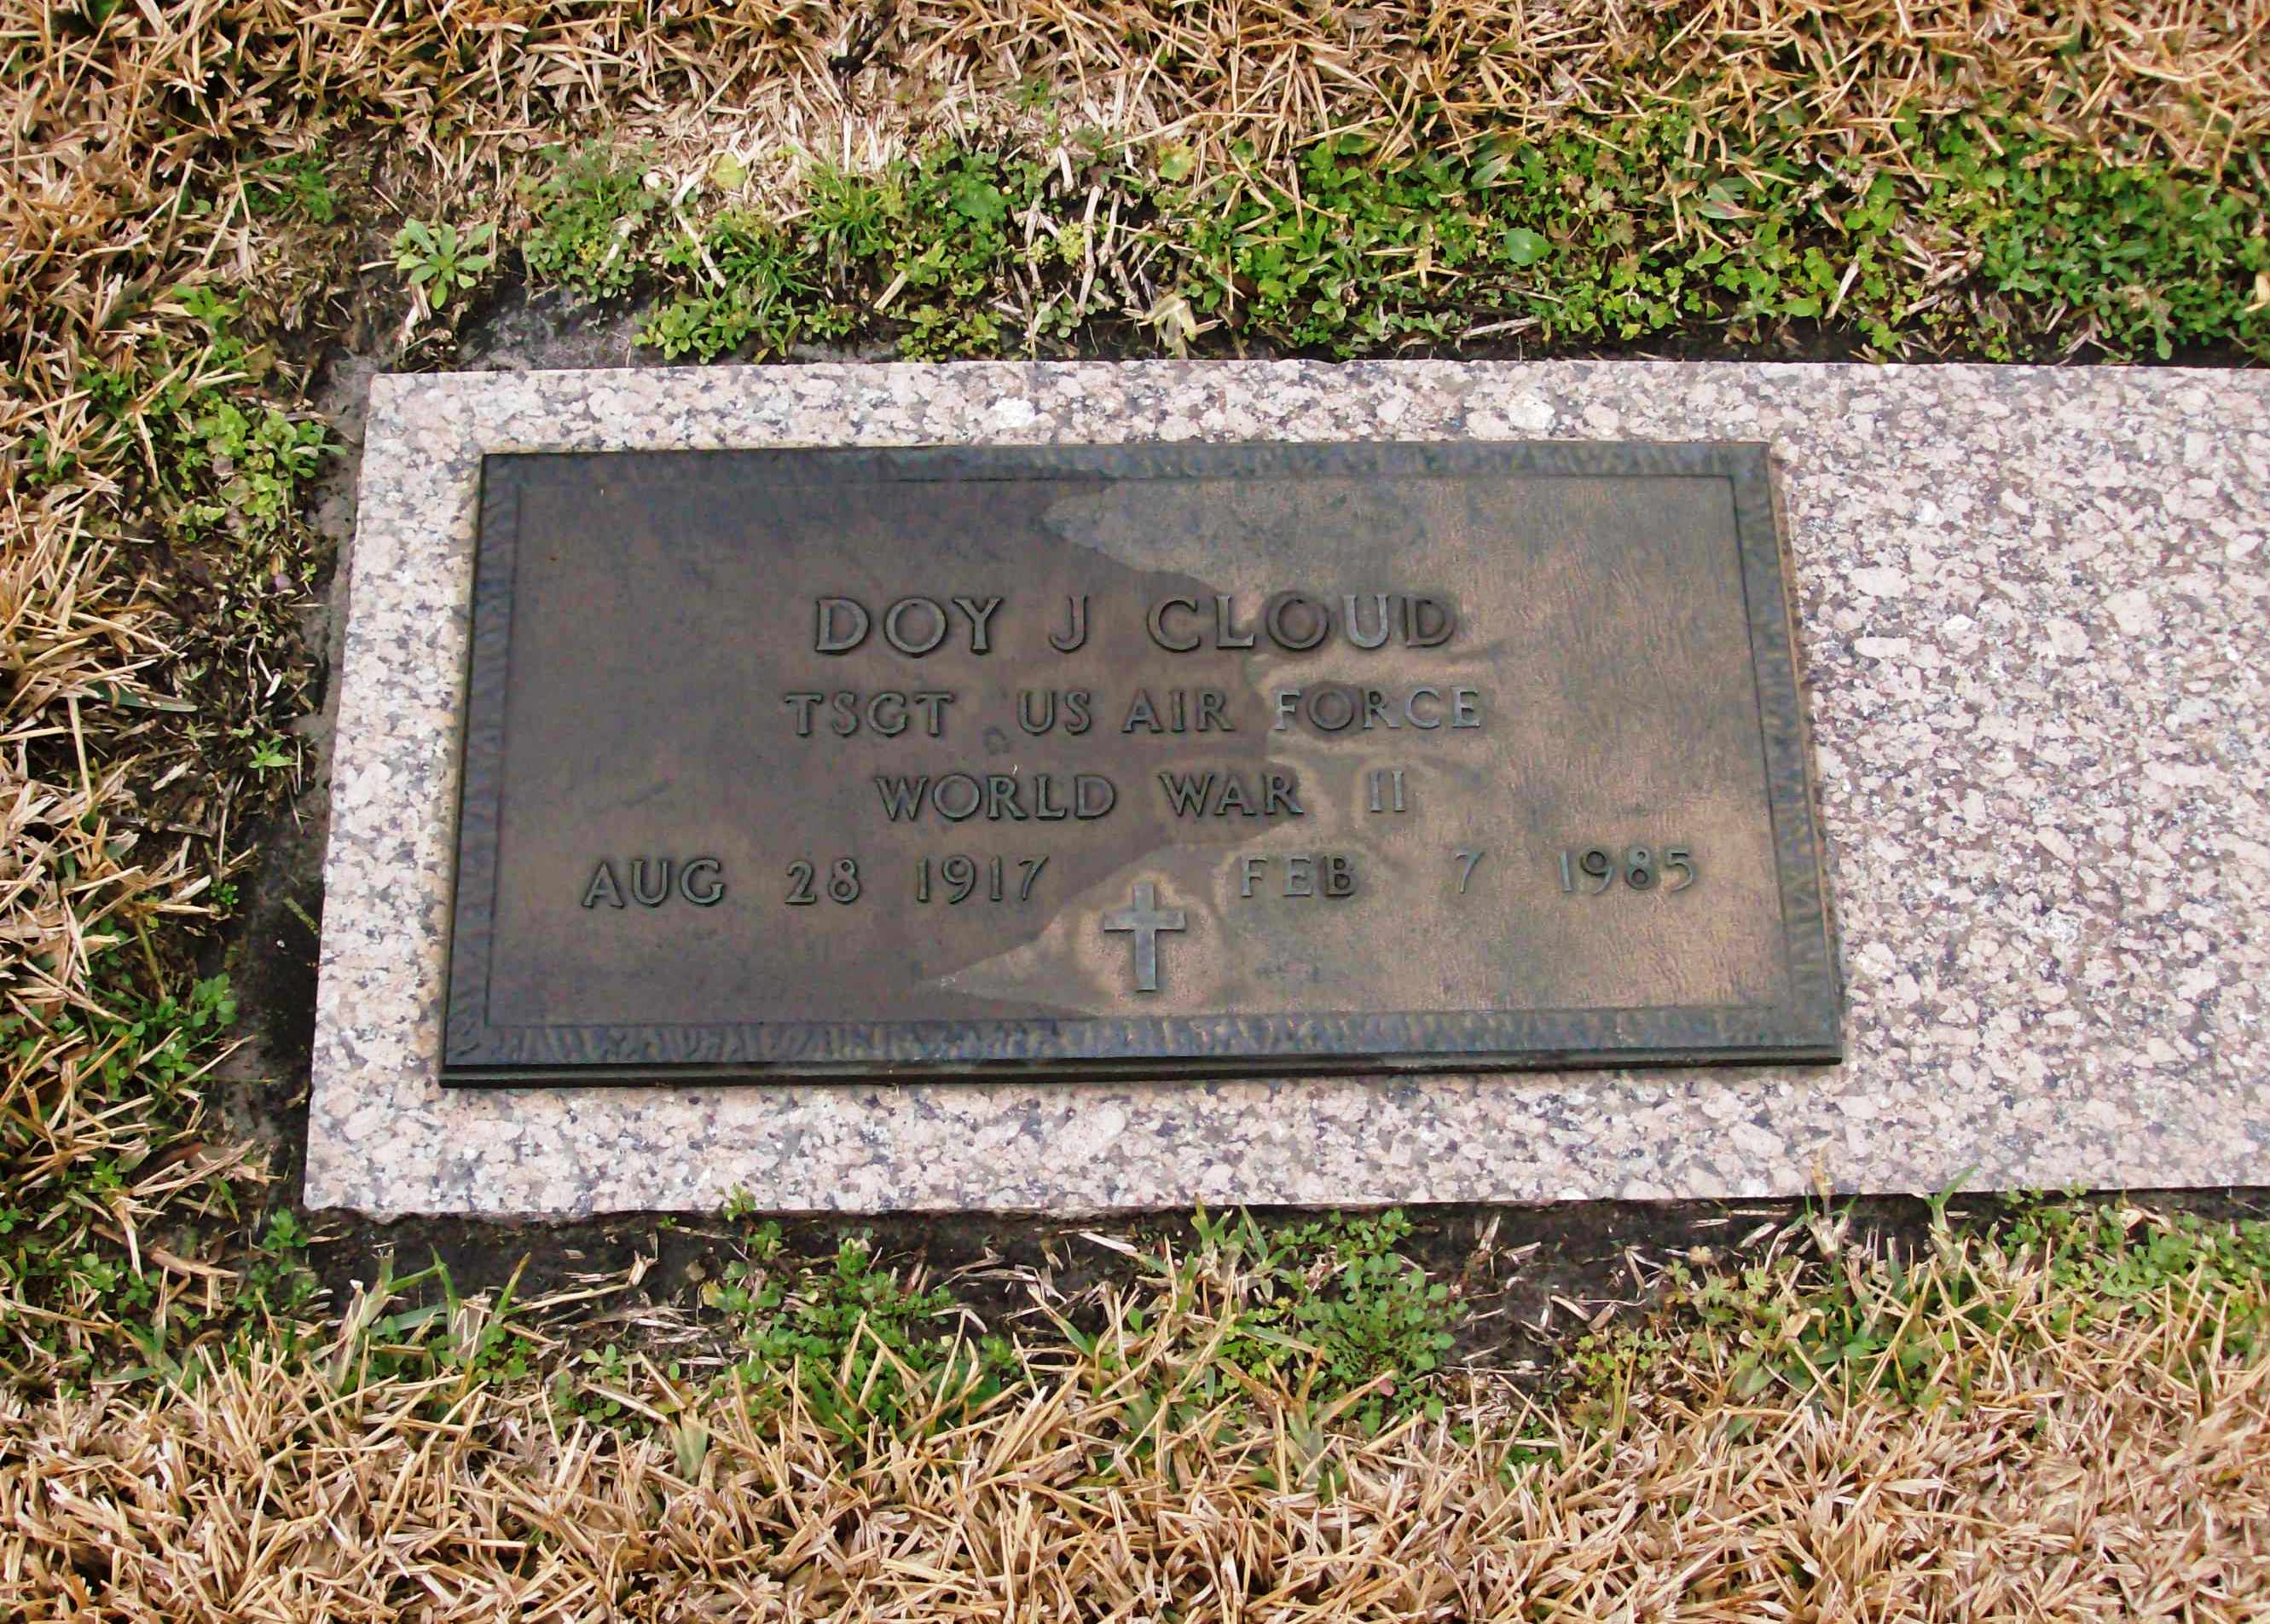 DOY J CLOUD
TSGT US AIR FORCE
WORLD WAR II
AUG 28 1917 FEB 7 1985